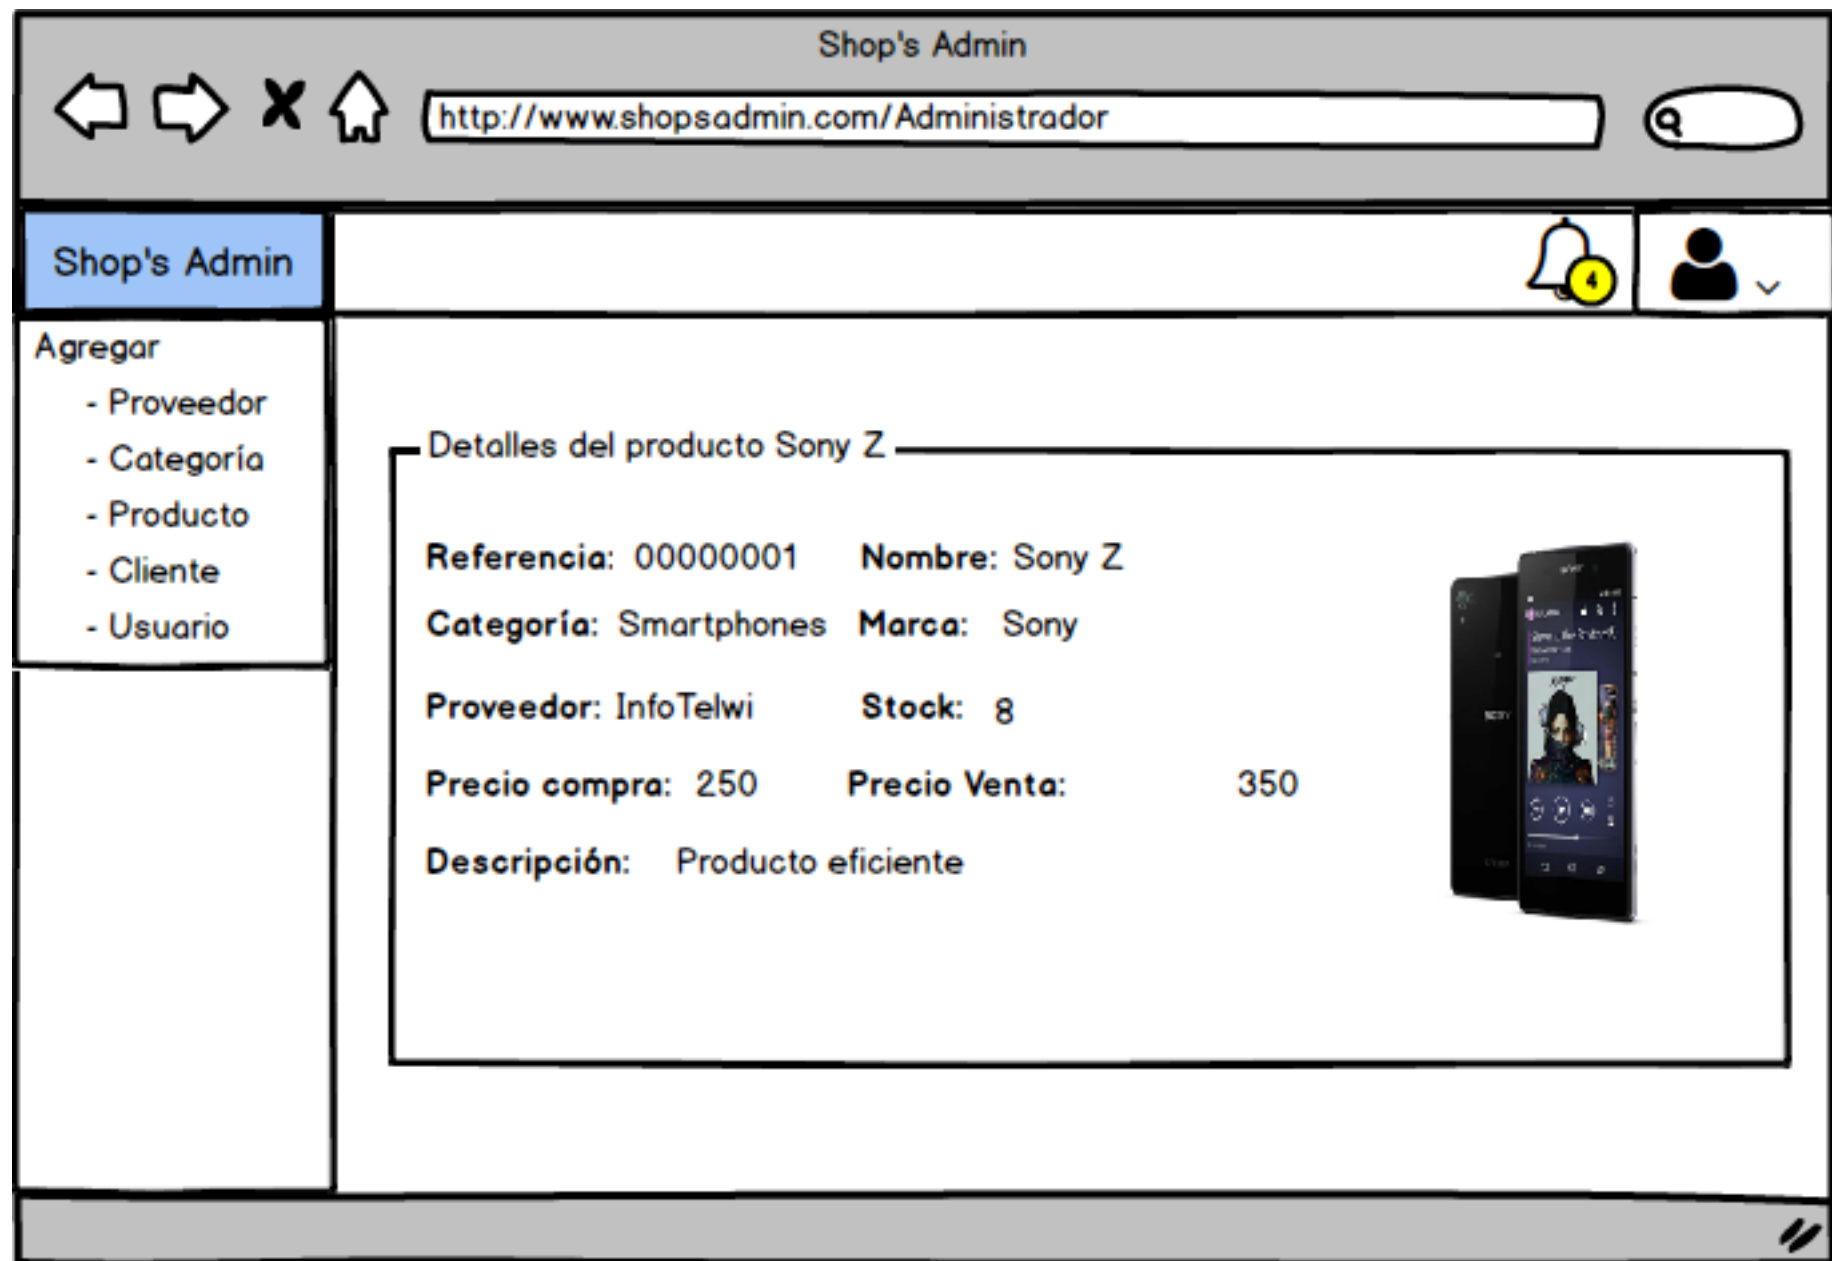 Shop's Admin
http://www.shopsadmin.com/Administrador
Shop's Admin
4
Agregar
- Proveedor
- Categoría
- Producto
- Cliente
- Usuario
Detalles del producto Sony Z
Referencia: 00000001 Nombre: Sony Z
Categoría: Smartphones Marca: Sony
Proveedor: InfoTelwi Stock: 8
Precio compra: 250 Precio Venta: 350
Descripción: Producto eficiente
SONY